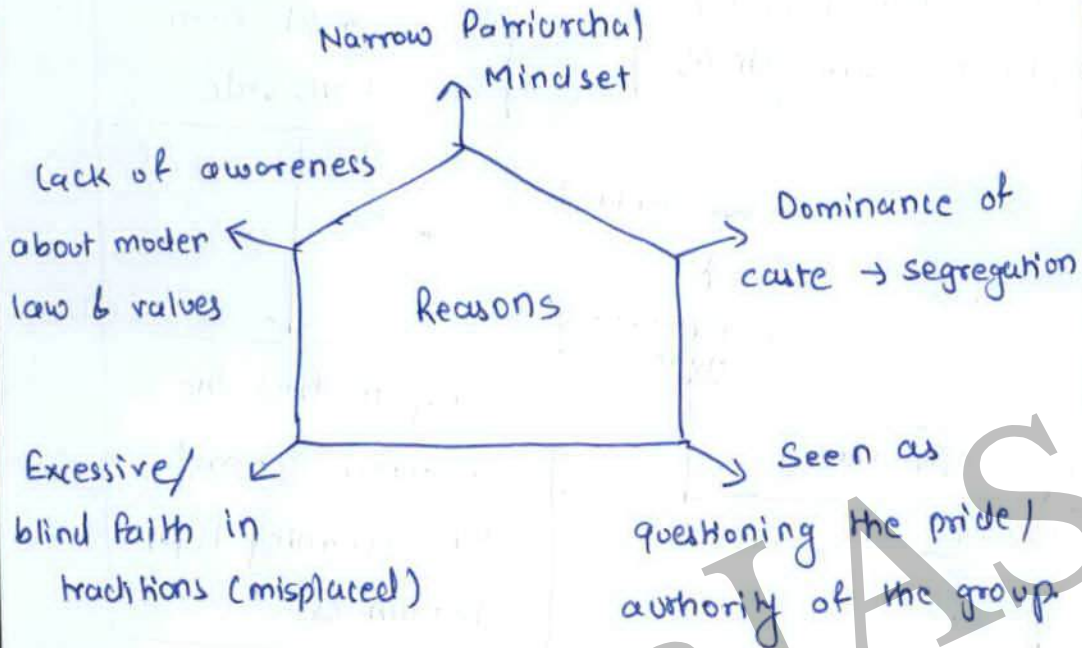 Narrow Patriarchal
Mindset
Lack of awareness
about moder
law & values
Dominance of
caste → segregation
Reasons
Excessive/
blind faith in
traditions (misplaced)
Seen as
questioning the pride/
authority of the group.
IAS